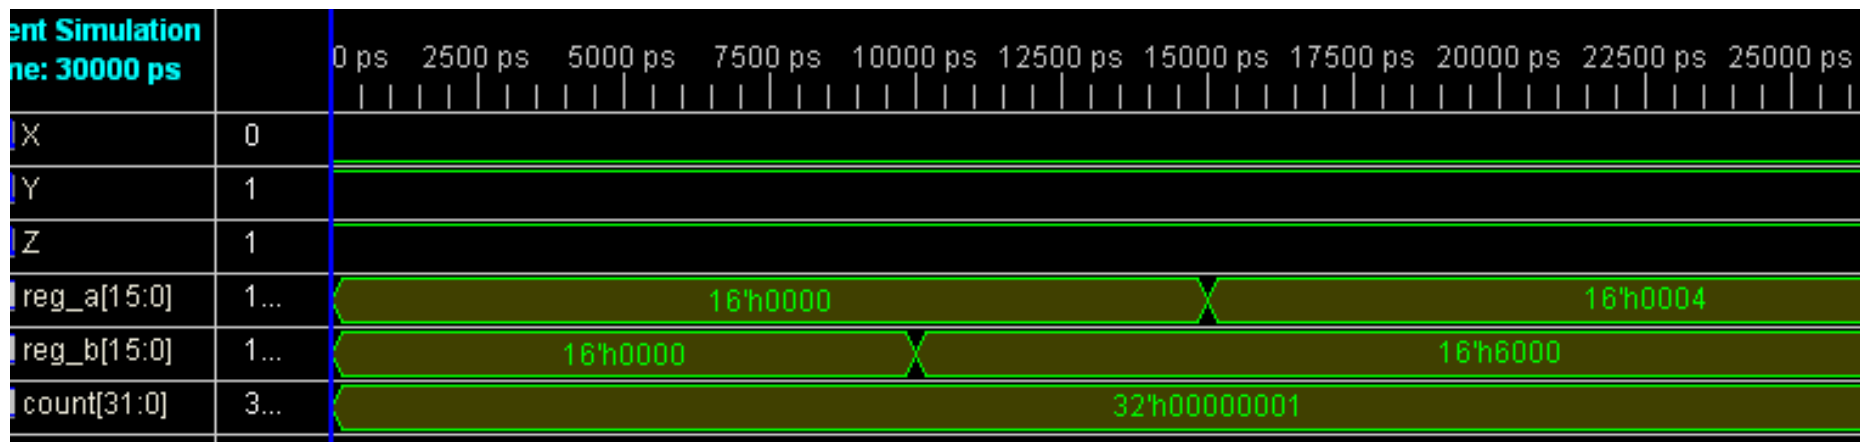 ent Simulation
ne: 30000 ps
0 ps 2500 ps 5000 ps 7500 ps 10000 ps 12500 ps 15000 ps 17500 ps 20000 ps 22500 ps 25000 ps
X 0
Y 1
Z 1
reg_a[15:0] 1... 16'h0000 16'h0004
reg_b[15:0] 1... 16'h0000 16'h6000
count[31:0] 3... 32'h00000001